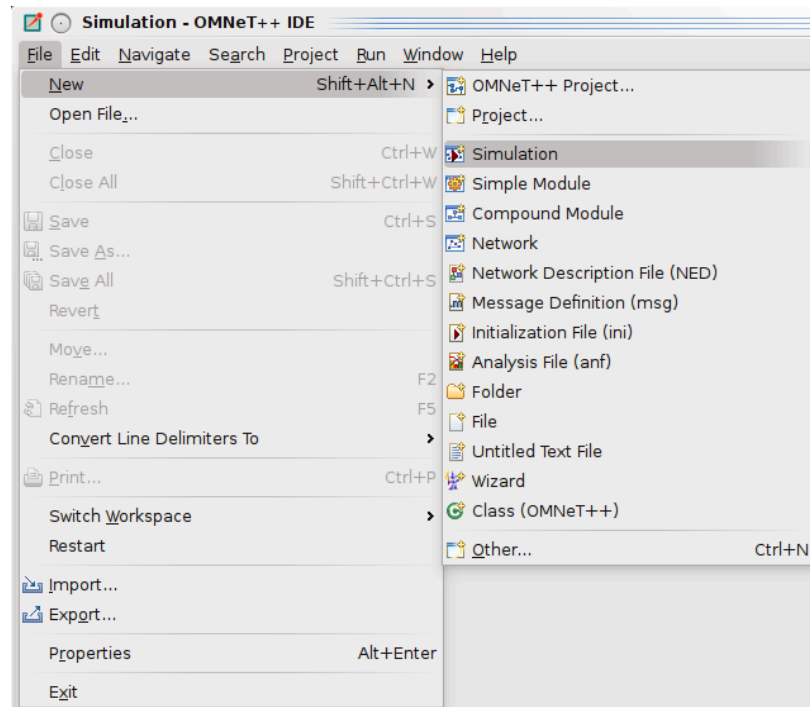 Simulation - OMNeT++ IDE
File Edit Navigate Search Project Run Window Help
New Shift+Alt+N
Open File...
Close Ctrl+W
Close All Shift+Ctrl+W
Save Ctrl+S
Save As...
Save All Shift+Ctrl+S
Revert
Move...
Rename... F2
Refresh F5
Convert Line Delimiters To
Print... Ctrl+P
Switch Workspace
Restart
Import...
Export...
Properties Alt+Enter
Exit
OMNeT++ Project...
Project...
Simulation
Simple Module
Compound Module
Network
Network Description File (NED)
Message Definition (msg)
Initialization File (ini)
Analysis File (anf)
Folder
File
Untitled Text File
Wizard
Class (OMNeT++)
Other... Ctrl+N